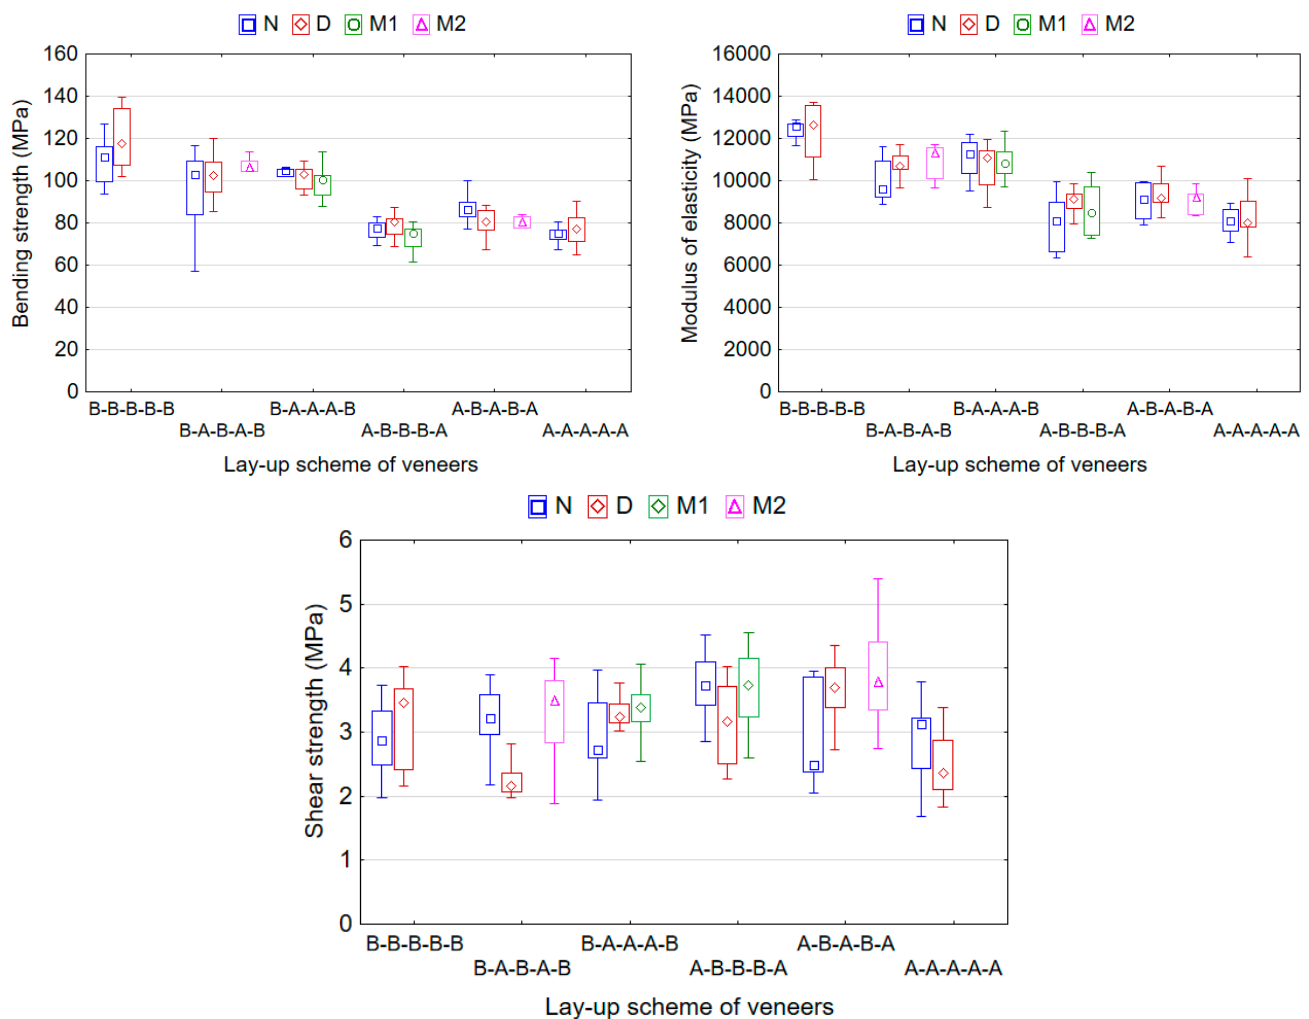 N D M1 M2
Bending strength (MPa)
160
140
120
100
80
60
40
20
0
B-B-B-B-B B-A-A-A-B A-B-A-B-A
B-A-B-A-B A-B-B-B-A A-A-A-A-A
Lay-up scheme of veneers
N D M1 M2
Modulus of elasticity (MPa)
16000
14000
12000
10000
8000
6000
4000
2000
0
B-B-B-B-B B-A-A-A-B A-B-A-B-A
B-A-B-A-B A-B-B-B-A A-A-A-A-A
Lay-up scheme of veneers
N D M1 M2
Shear strength (MPa)
6
5
4
3
2
1
0
B-B-B-B-B B-A-A-A-B A-B-A-B-A
B-A-B-A-B A-B-B-B-A A-A-A-A-A
Lay-up scheme of veneers